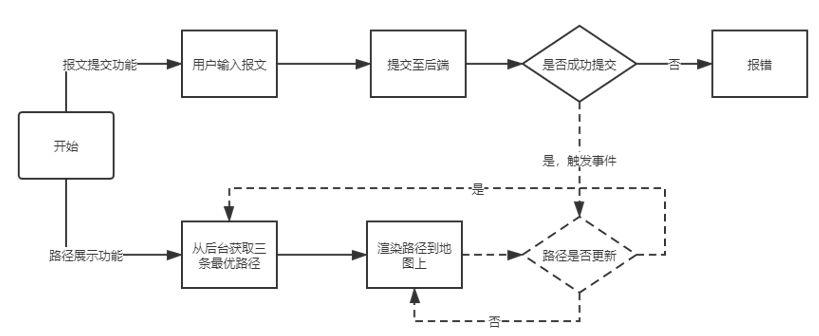 报文提交功能
用户输入报文
提交至后端
是否成功提交
否
报错
开始
是，触发事件
是
路径展示功能
从后台获取三
条最优路径
渲染路径到地
图上
路径是否更新
否